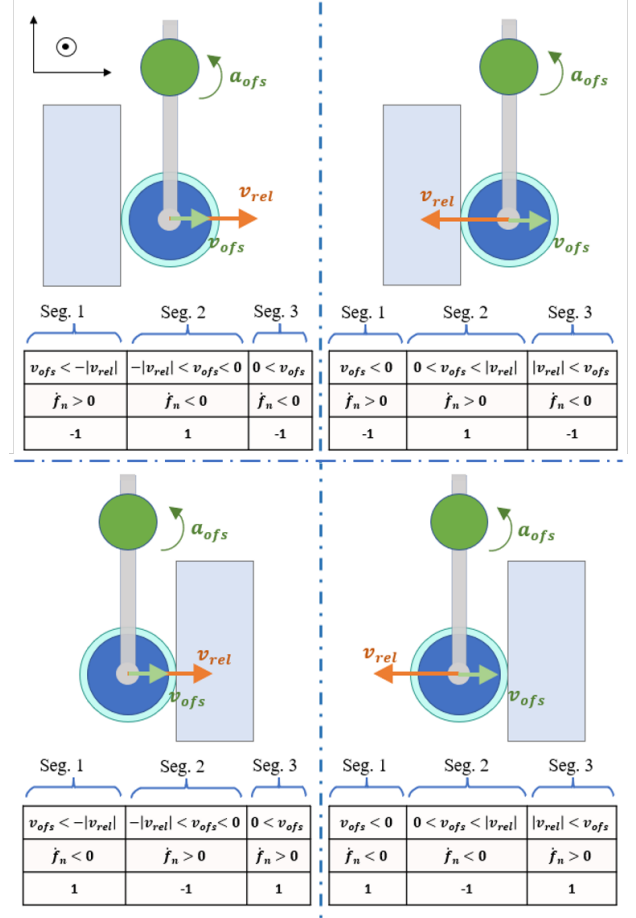 a_ofs
a_ofs
v_rel
v_ofs
v_rel
v_ofs
Seg. 1 Seg. 2 Seg. 3
v_ofs < −|v_rel| −|v_rel| < v_ofs < 0 0 < v_ofs
ḟ_n > 0 ḟ_n < 0 ḟ_n < 0
-1 1 -1
Seg. 1 Seg. 2 Seg. 3
v_ofs < 0 0 < v_ofs < |v_rel| |v_rel| < v_ofs
ḟ_n > 0 ḟ_n > 0 ḟ_n < 0
-1 1 -1
a_ofs
a_ofs
v_rel
v_ofs
v_rel
v_ofs
Seg. 1 Seg. 2 Seg. 3
v_ofs < −|v_rel| −|v_rel| < v_ofs < 0 0 < v_ofs
ḟ_n < 0 ḟ_n > 0 ḟ_n > 0
1 -1 1
Seg. 1 Seg. 2 Seg. 3
v_ofs < 0 0 < v_ofs < |v_rel| |v_rel| < v_ofs
ḟ_n < 0 ḟ_n < 0 ḟ_n > 0
1 -1 1